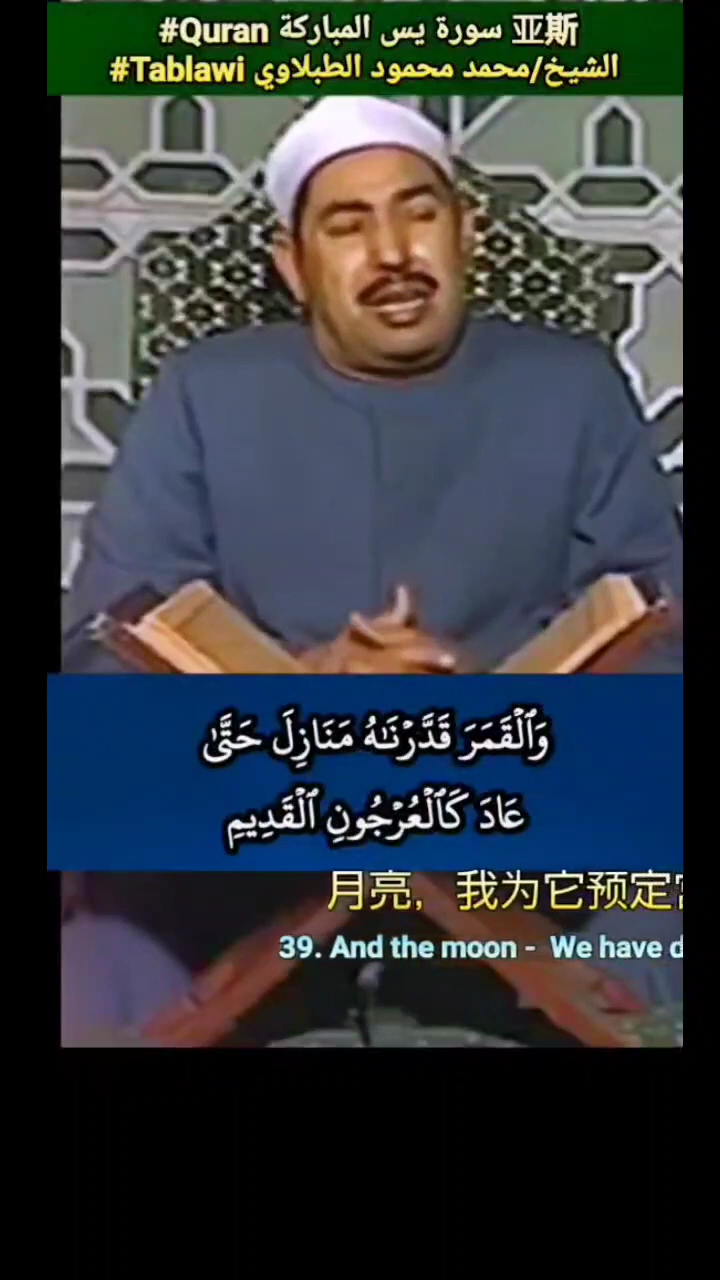 #Quran سورة يس المباركة 亚斯
#Tablawi الشيخ/محمد محمود الطبلاوي
وَٱلۡقَمَرَ قَدَّرۡنَٰهُ مَنَازِلَ حَتَّىٰ
عَادَ كَٱلۡعُرۡجُونِ ٱلۡقَدِيمِ
月亮，我为它预定
39. And the moon - We have d